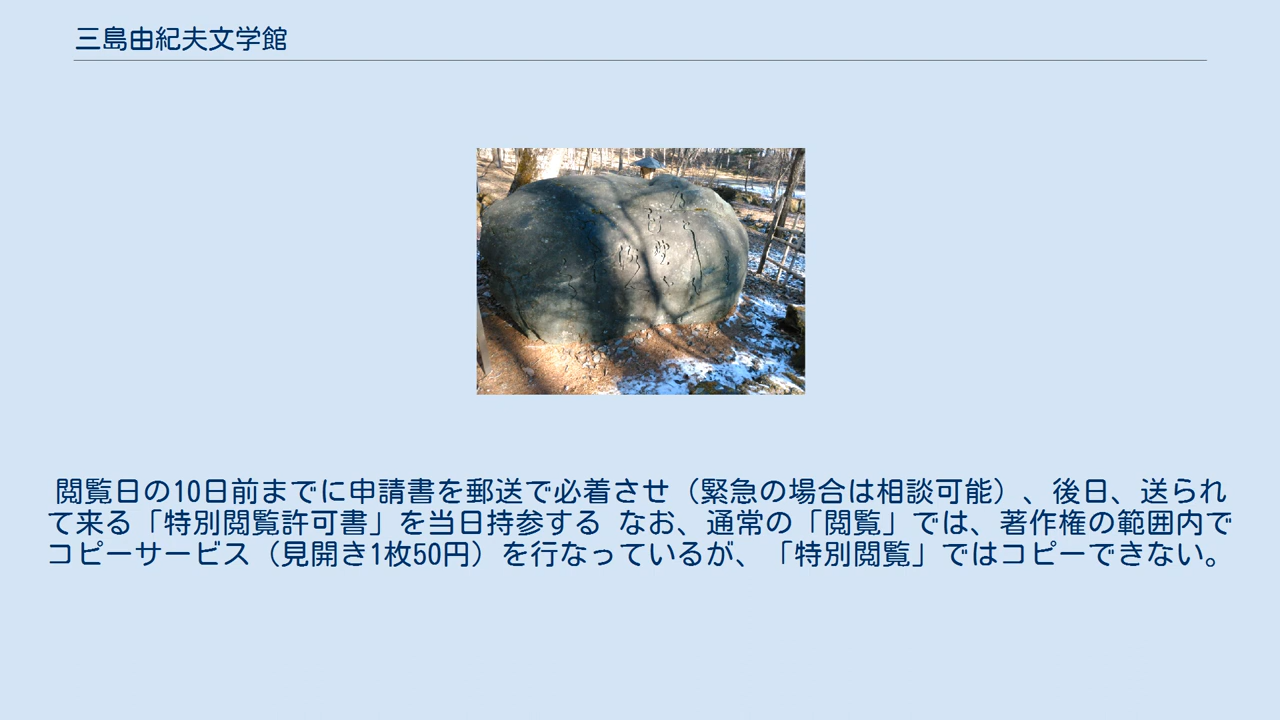 三島由紀夫文学館
閲覧日の10日前までに申請書を郵送で必着させ（緊急の場合は相談可能）、後日、送られ
て来る「特別閲覧許可書」を当日持参する なお、通常の「閲覧」では、著作権の範囲内で
コピーサービス（見開き1枚50円）を行なっているが、「特別閲覧」ではコピーできない。